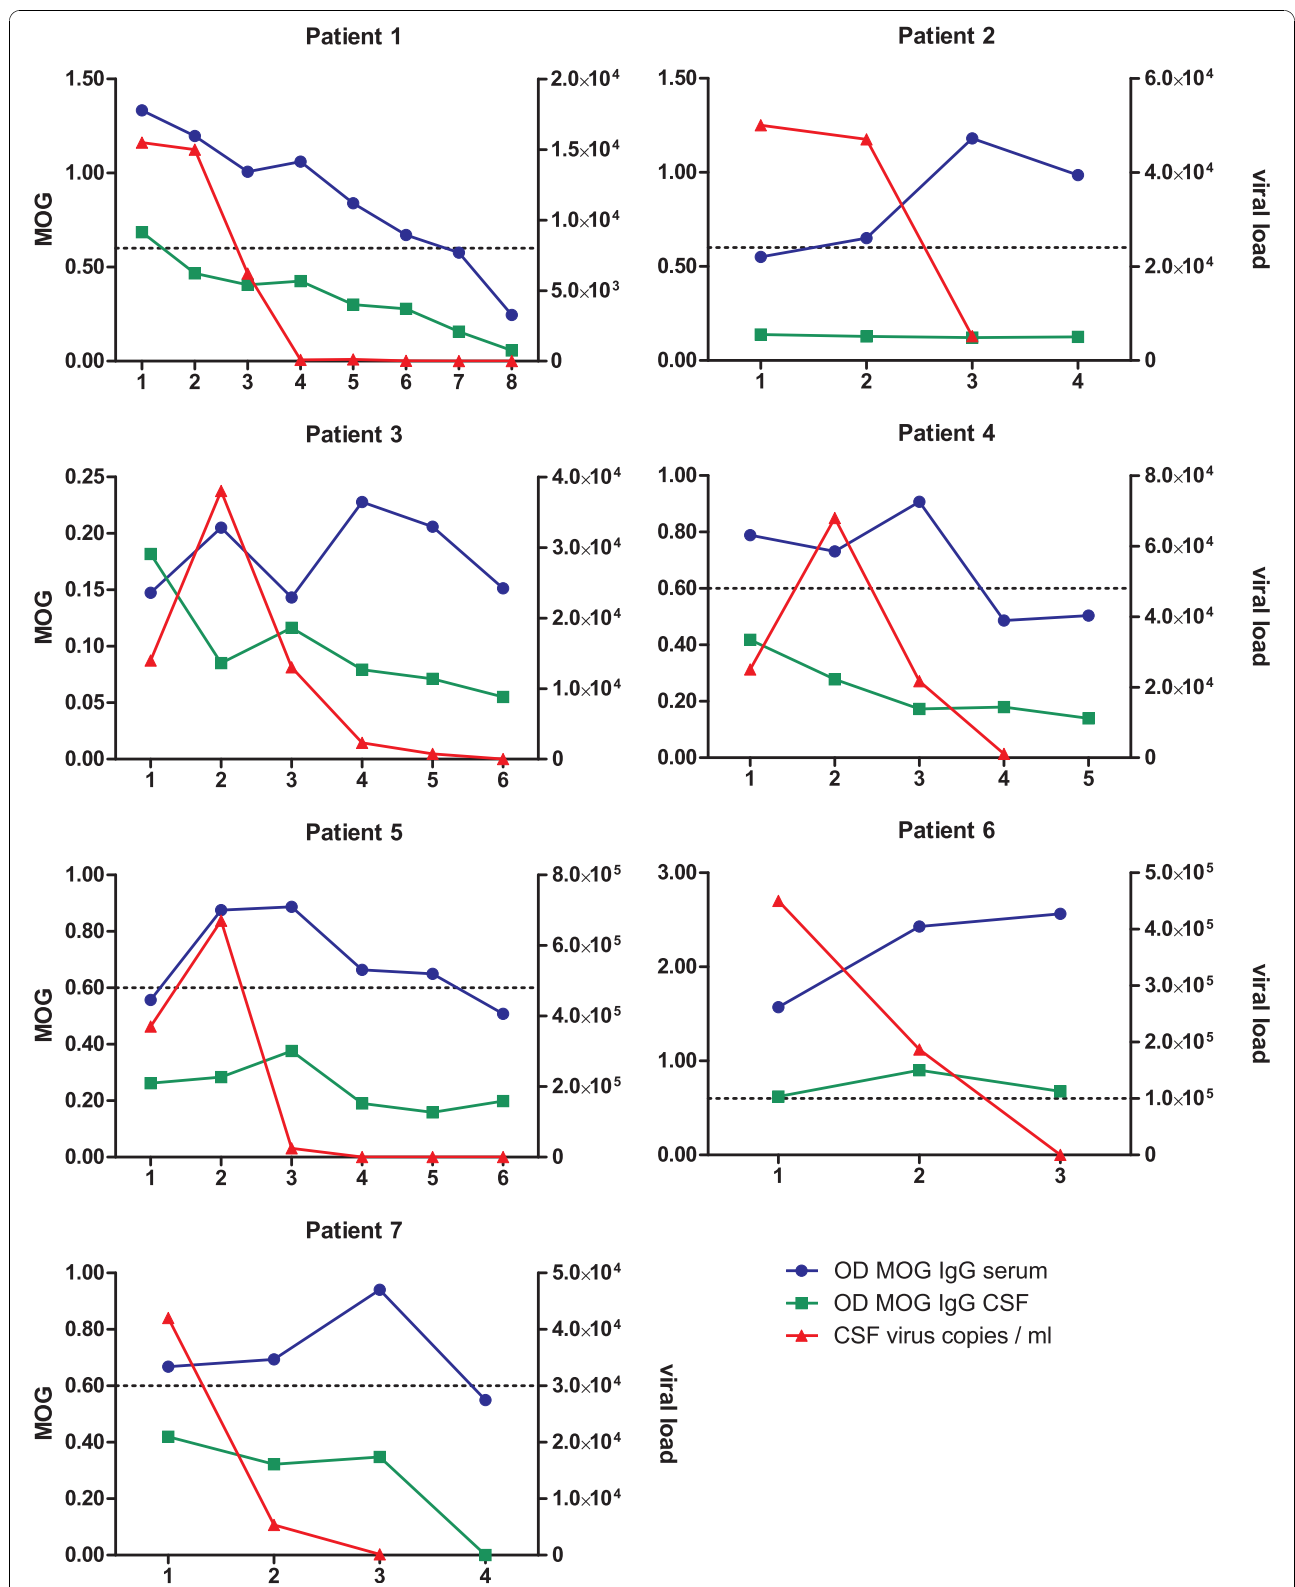 Patient 1
1.50
1.00
0.50
0.00
MOG
2.0×10⁴
1.5×10⁴
1.0×10⁴
5.0×10³
0
1 2 3 4 5 6 7 8
Patient 2
1.50
1.00
0.50
0.00
6.0×10⁴
4.0×10⁴
2.0×10⁴
0
viral load
1 2 3 4
Patient 3
0.25
0.20
0.15
0.10
0.05
0.00
MOG
4.0×10⁴
3.0×10⁴
2.0×10⁴
1.0×10⁴
0
1 2 3 4 5 6
Patient 4
1.00
0.80
0.60
0.40
0.20
0.00
8.0×10⁴
6.0×10⁴
4.0×10⁴
2.0×10⁴
0
viral load
1 2 3 4 5
Patient 5
1.00
0.80
0.60
0.40
0.20
0.00
MOG
8.0×10⁵
6.0×10⁵
4.0×10⁵
2.0×10⁵
0
1 2 3 4 5 6
Patient 6
3.00
2.00
1.00
0.00
5.0×10⁵
4.0×10⁵
3.0×10⁵
2.0×10⁵
1.0×10⁵
0
viral load
1 2 3
Patient 7
1.00
0.80
0.60
0.40
0.20
0.00
MOG
5.0×10⁴
4.0×10⁴
3.0×10⁴
2.0×10⁴
1.0×10⁴
0
viral load
1 2 3 4
OD MOG IgG serum
OD MOG IgG CSF
CSF virus copies / ml